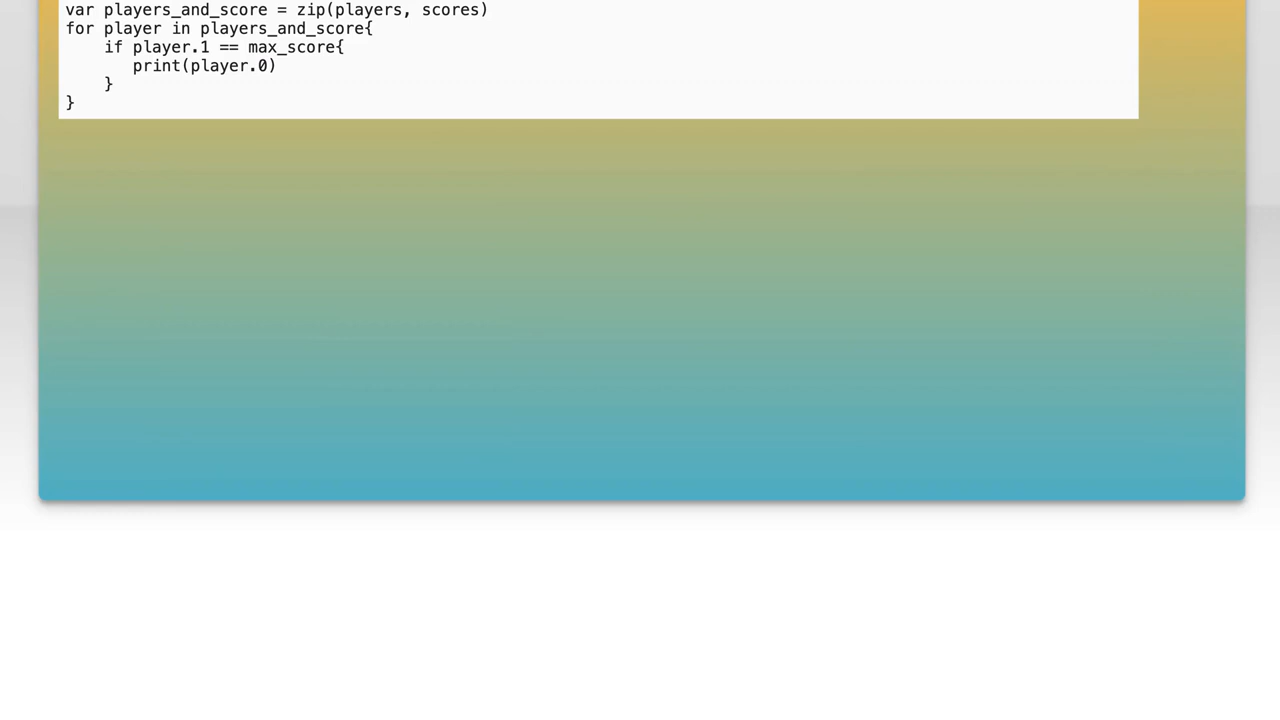 var players_and_score = zip(players, scores)
for player in players_and_score{
    if player.1 == max_score{
       print(player.0)
    }
}